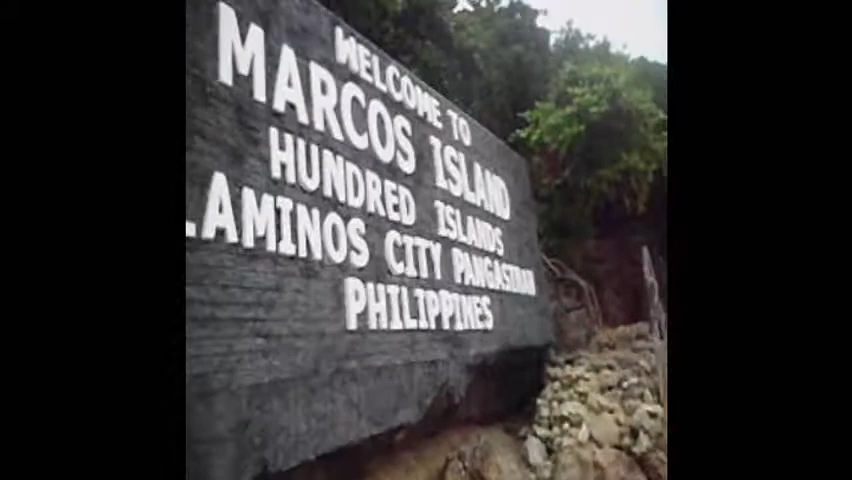 WELCOME TO
MARCOS ISLAND
HUNDRED ISLANDS
LAMINOS CITY PANGASINAN
PHILIPPINES